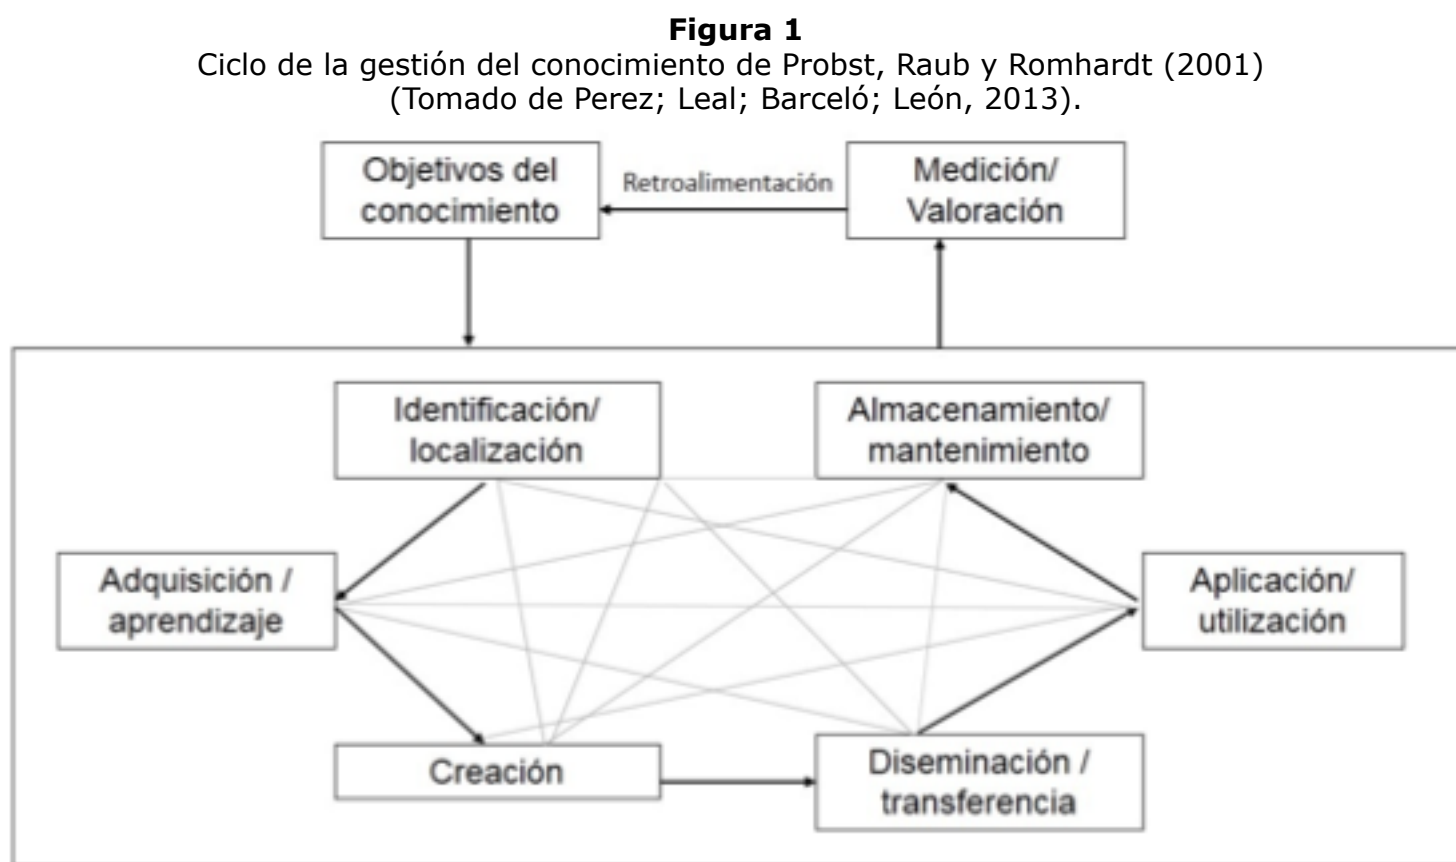 Figura 1
Ciclo de la gestión del conocimiento de Probst, Raub y Romhardt (2001)
(Tomado de Perez; Leal; Barceló; León, 2013).
Objetivos del
conocimiento
Retroalimentación
Medición/
Valoración
Identificación/
localización
Almacenamiento/
mantenimiento
Adquisición /
aprendizaje
Aplicación/
utilización
Creación
Diseminación /
transferencia